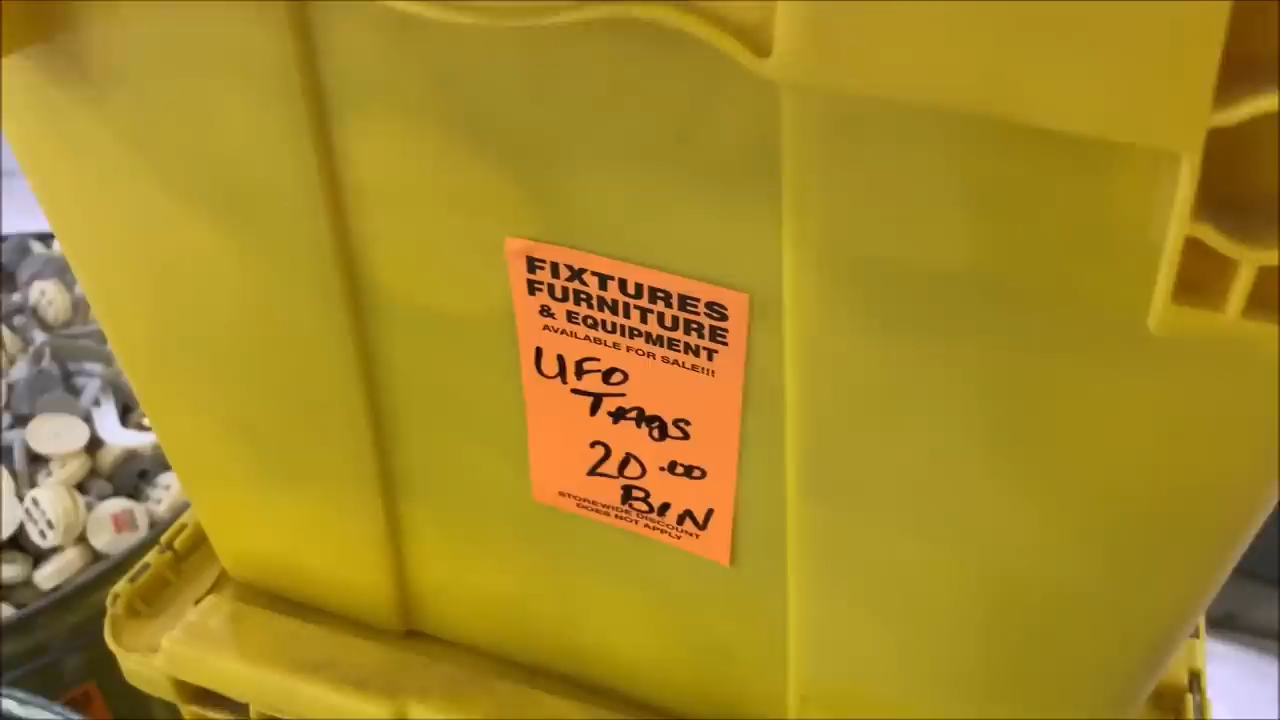 FIXTURES
FURNITURE
& EQUIPMENT
AVAILABLE FOR SALE!!!
UFO
TAgs
20.00
BiN
STOREWIDE DISCOUNT
DOES NOT APPLY